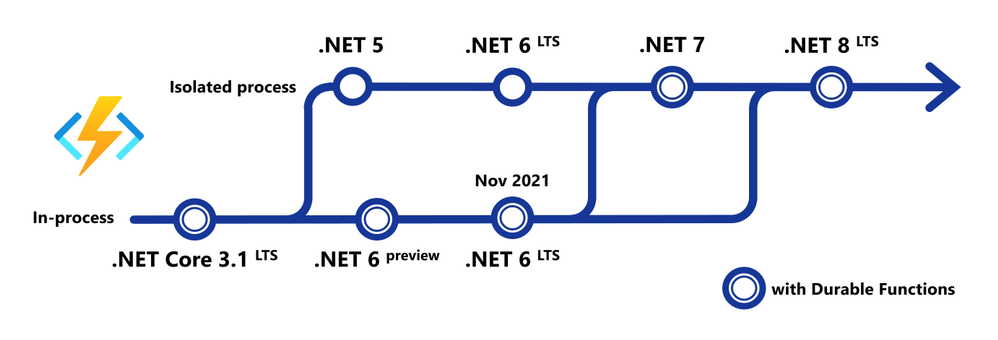 .NET 5
.NET 6 LTS
.NET 7
.NET 8 LTS
Isolated process
Nov 2021
In-process
.NET Core 3.1 LTS
.NET 6 preview
.NET 6 LTS
with Durable Functions